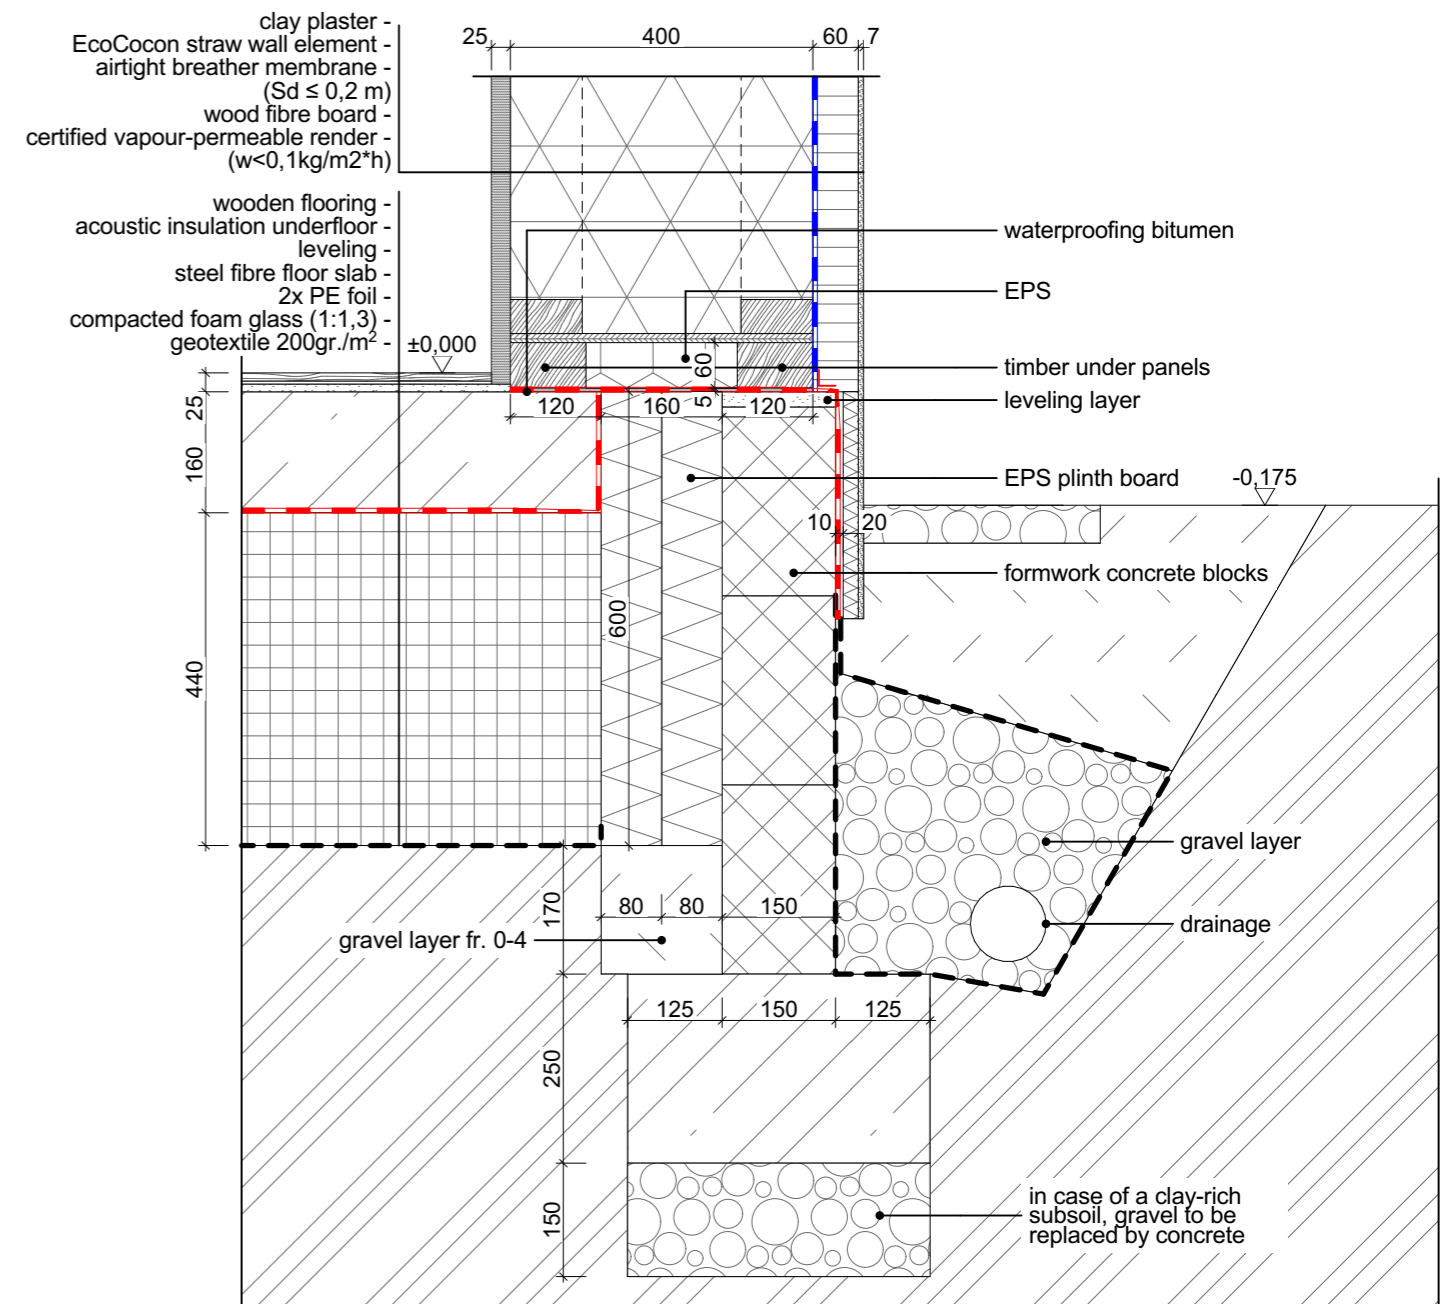 clay plaster -
EcoCocon straw wall element -
airtight breather membrane -
(Sd ≤ 0,2 m)
wood fibre board -
certified vapour-permeable render -
(w<0,1kg/m2*h)
25 400 60 7
wooden flooring -
acoustic insulation underfloor -
leveling -
steel fibre floor slab -
2x PE foil -
compacted foam glass (1:1,3) -
geotextile 200gr./m² -
±0,000
waterproofing bitumen
EPS
60
timber under panels
leveling layer
25
120 160 5 120
160
EPS plinth board
-0,175
10 20
formwork concrete blocks
600
440
gravel layer
170
80 80 150
drainage
gravel layer fr. 0-4
125 150 125
250
150
in case of a clay-rich
subsoil, gravel to be
replaced by concrete